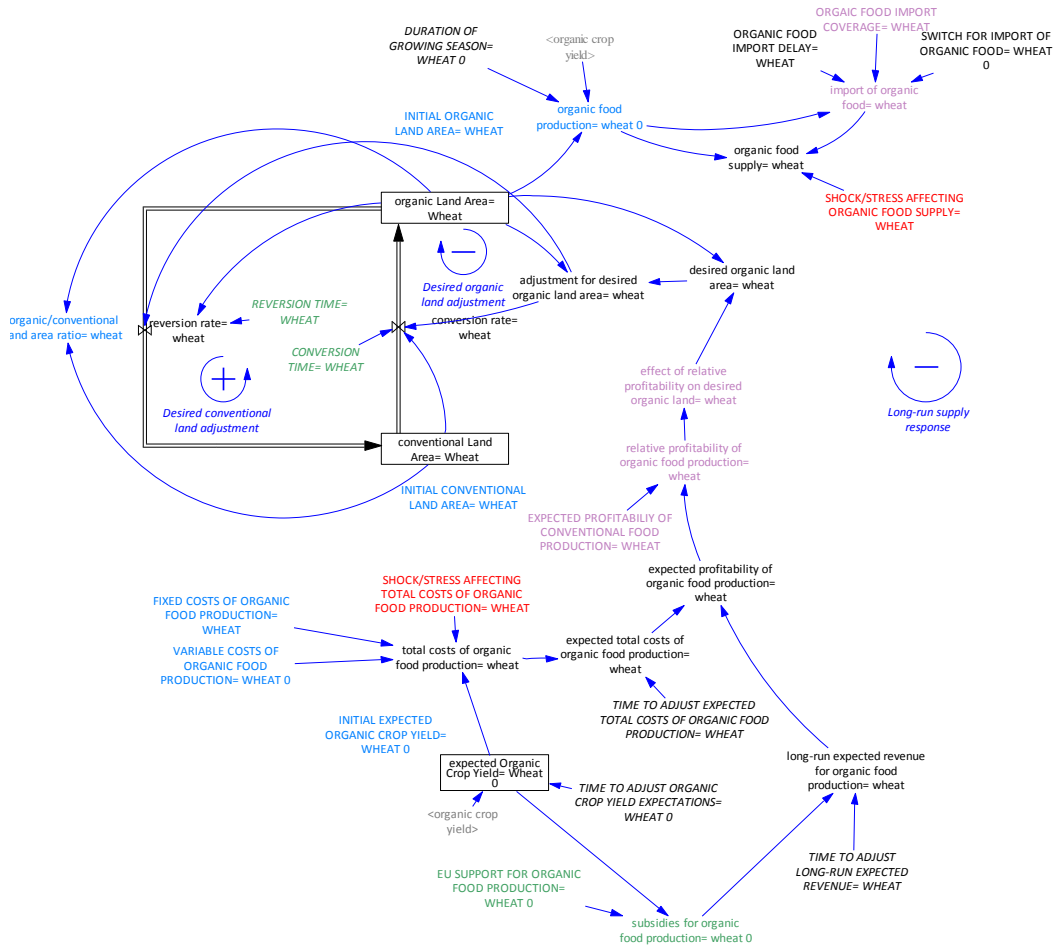 ORGAIC FOOD IMPORT
COVERAGE= WHEAT
DURATION OF
GROWING SEASON=
WHEAT 0
<organic crop
yield>
ORGANIC FOOD
IMPORT DELAY=
WHEAT
SWITCH FOR IMPORT OF
ORGANIC FOOD= WHEAT
0
import of organic
food= wheat
INITIAL ORGANIC
LAND AREA= WHEAT
organic food
production= wheat 0
organic food
supply= wheat
SHOCK/STRESS AFFECTING
ORGANIC FOOD SUPPLY=
WHEAT
organic Land Area=
Wheat
Desired organic
land adjustment
adjustment for desired
organic land area= wheat
desired organic land
area= wheat
organic/conventional
land area ratio= wheat
reversion rate=
wheat
REVERSION TIME=
WHEAT
conversion rate=
wheat
CONVERSION
TIME= WHEAT
Desired conventional
land adjustment
effect of relative
profitability on desired
organic land= wheat
Long-run supply
response
conventional Land
Area= Wheat
relative profitability of
organic food production=
wheat
INITIAL CONVENTIONAL
LAND AREA= WHEAT
EXPECTED PROFITABILIY OF
CONVENTIONAL FOOD
PRODUCTION= WHEAT
expected profitability of
organic food production=
wheat
SHOCK/STRESS AFFECTING
TOTAL COSTS OF ORGANIC
FOOD PRODUCTION= WHEAT
FIXED COSTS OF ORGANIC
FOOD PRODUCTION=
WHEAT
VARIABLE COSTS OF
ORGANIC FOOD
PRODUCTION= WHEAT 0
total costs of organic
food production= wheat
expected total costs of
organic food production=
wheat
TIME TO ADJUST EXPECTED
TOTAL COSTS OF ORGANIC FOOD
PRODUCTION= WHEAT
INITIAL EXPECTED
ORGANIC CROP YIELD=
WHEAT 0
expected Organic
Crop Yield= Wheat
0
TIME TO ADJUST ORGANIC
CROP YIELD EXPECTATIONS=
WHEAT 0
<organic crop
yield>
long-run expected revenue
for organic food
production= wheat
TIME TO ADJUST
LONG-RUN EXPECTED
REVENUE= WHEAT
EU SUPPORT FOR ORGANIC
FOOD PRODUCTION=
WHEAT 0
subsidies for organic
food production= wheat 0